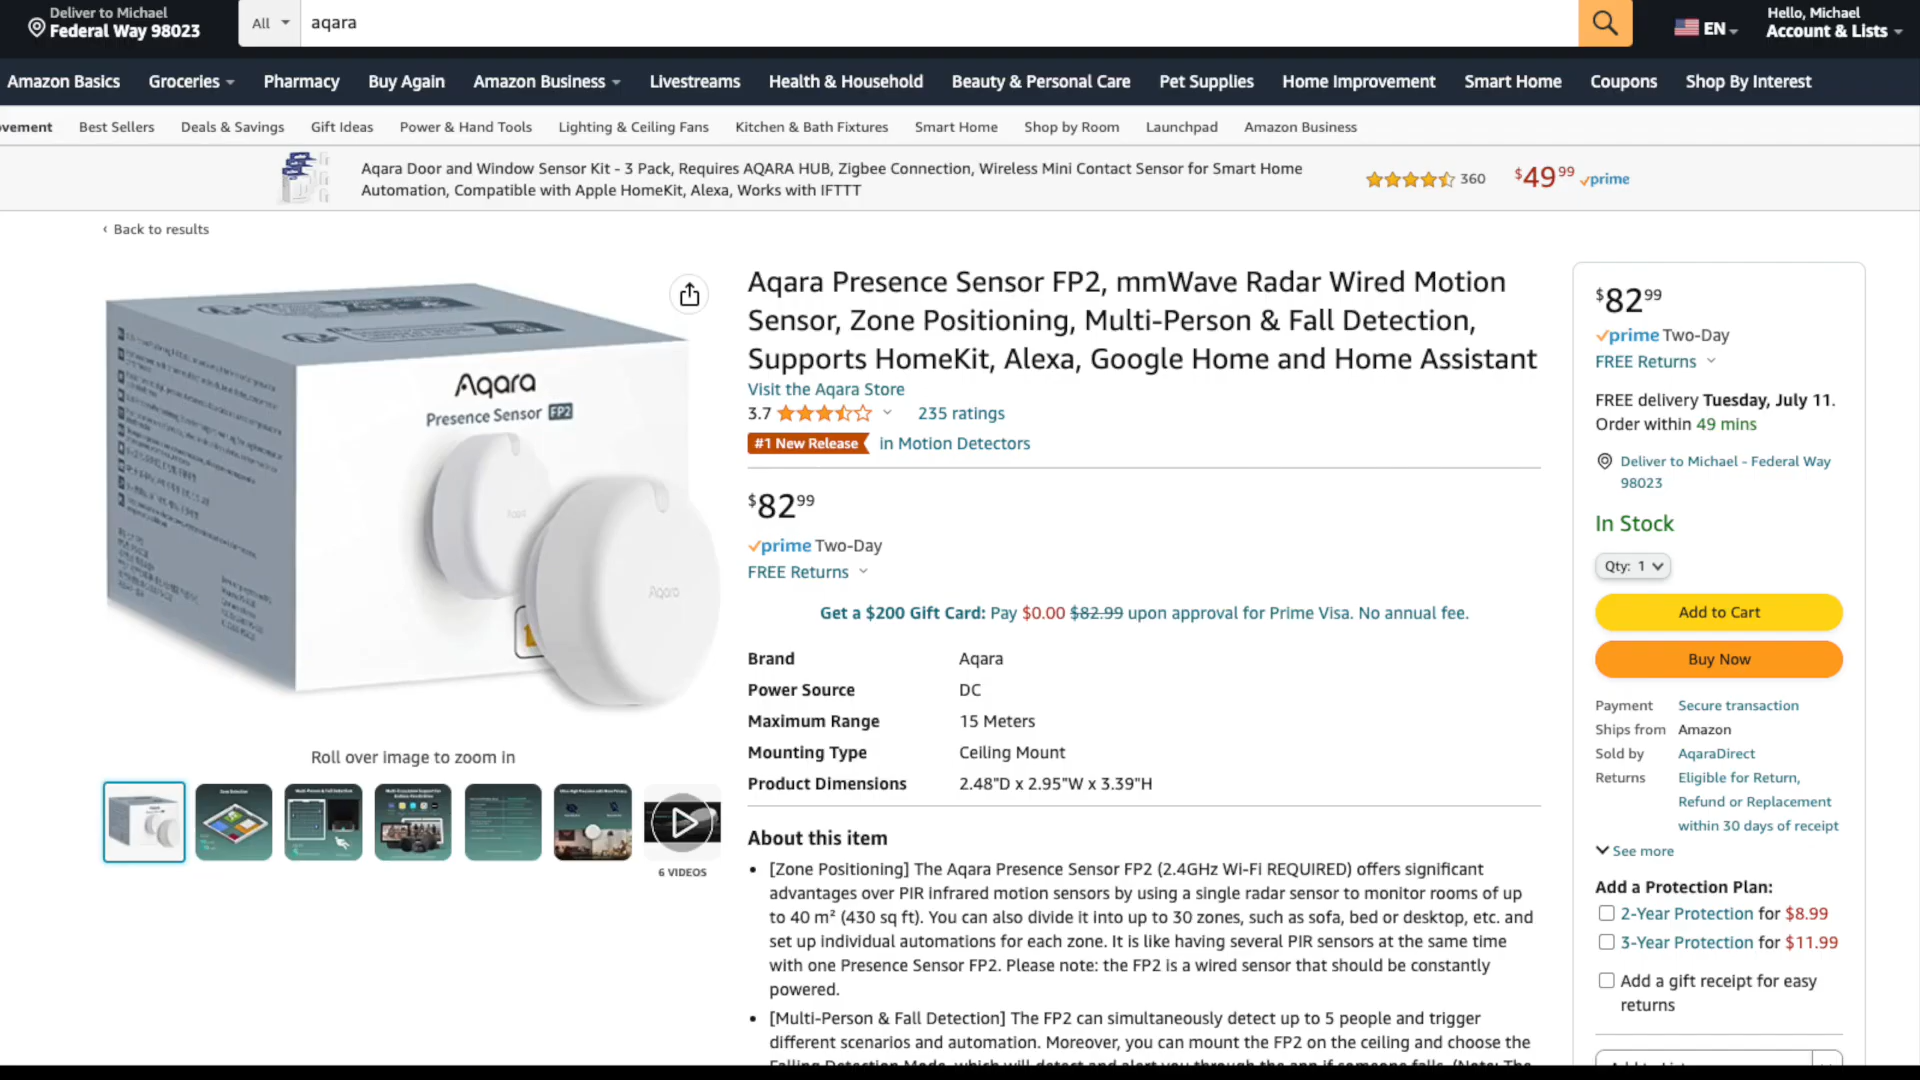 Deliver to Michael
Federal Way 98023
All
aqara
EN
Hello, Michael
Account & Lists
Amazon Basics
Groceries
Pharmacy
Buy Again
Amazon Business
Livestreams
Health & Household
Beauty & Personal Care
Pet Supplies
Home Improvement
Smart Home
Coupons
Shop By Interest
vement
Best Sellers
Deals & Savings
Gift Ideas
Power & Hand Tools
Lighting & Ceiling Fans
Kitchen & Bath Fixtures
Smart Home
Shop by Room
Launchpad
Amazon Business
Aqara Door and Window Sensor Kit - 3 Pack, Requires AQARA HUB, Zigbee Connection, Wireless Mini Contact Sensor for Smart Home
Automation, Compatible with Apple HomeKit, Alexa, Works with IFTTT
360
$49 99
prime
‹ Back to results
Aqara
Presence Sensor FP2
Aqara
Roll over image to zoom in
6 VIDEOS
Aqara Presence Sensor FP2, mmWave Radar Wired Motion
Sensor, Zone Positioning, Multi-Person & Fall Detection,
Supports HomeKit, Alexa, Google Home and Home Assistant
Visit the Aqara Store
3.7
235 ratings
#1 New Release
in Motion Detectors
$82 99
prime Two-Day
FREE Returns
Get a $200 Gift Card: Pay $0.00 $82.99 upon approval for Prime Visa. No annual fee.
Brand Aqara
Power Source DC
Maximum Range 15 Meters
Mounting Type Ceiling Mount
Product Dimensions 2.48"D x 2.95"W x 3.39"H
About this item
• [Zone Positioning] The Aqara Presence Sensor FP2 (2.4GHz Wi-Fi REQUIRED) offers significant
advantages over PIR infrared motion sensors by using a single radar sensor to monitor rooms of up
to 40 m² (430 sq ft). You can also divide it into up to 30 zones, such as sofa, bed or desktop, etc. and
set up individual automations for each zone. It is like having several PIR sensors at the same time
with one Presence Sensor FP2. Please note: the FP2 is a wired sensor that should be constantly
powered.
• [Multi-Person & Fall Detection] The FP2 can simultaneously detect up to 5 people and trigger
different scenarios and automation. Moreover, you can mount the FP2 on the ceiling and choose the
Falling Detection Mode, which will detect and alert you through the app if someone falls. (Note: The
$82 99
prime Two-Day
FREE Returns
FREE delivery Tuesday, July 11.
Order within 49 mins
Deliver to Michael - Federal Way
98023
In Stock
Qty: 1
Add to Cart
Buy Now
Payment Secure transaction
Ships from Amazon
Sold by AqaraDirect
Returns Eligible for Return,
Refund or Replacement
within 30 days of receipt
See more
Add a Protection Plan:
2-Year Protection for $8.99
3-Year Protection for $11.99
Add a gift receipt for easy
returns